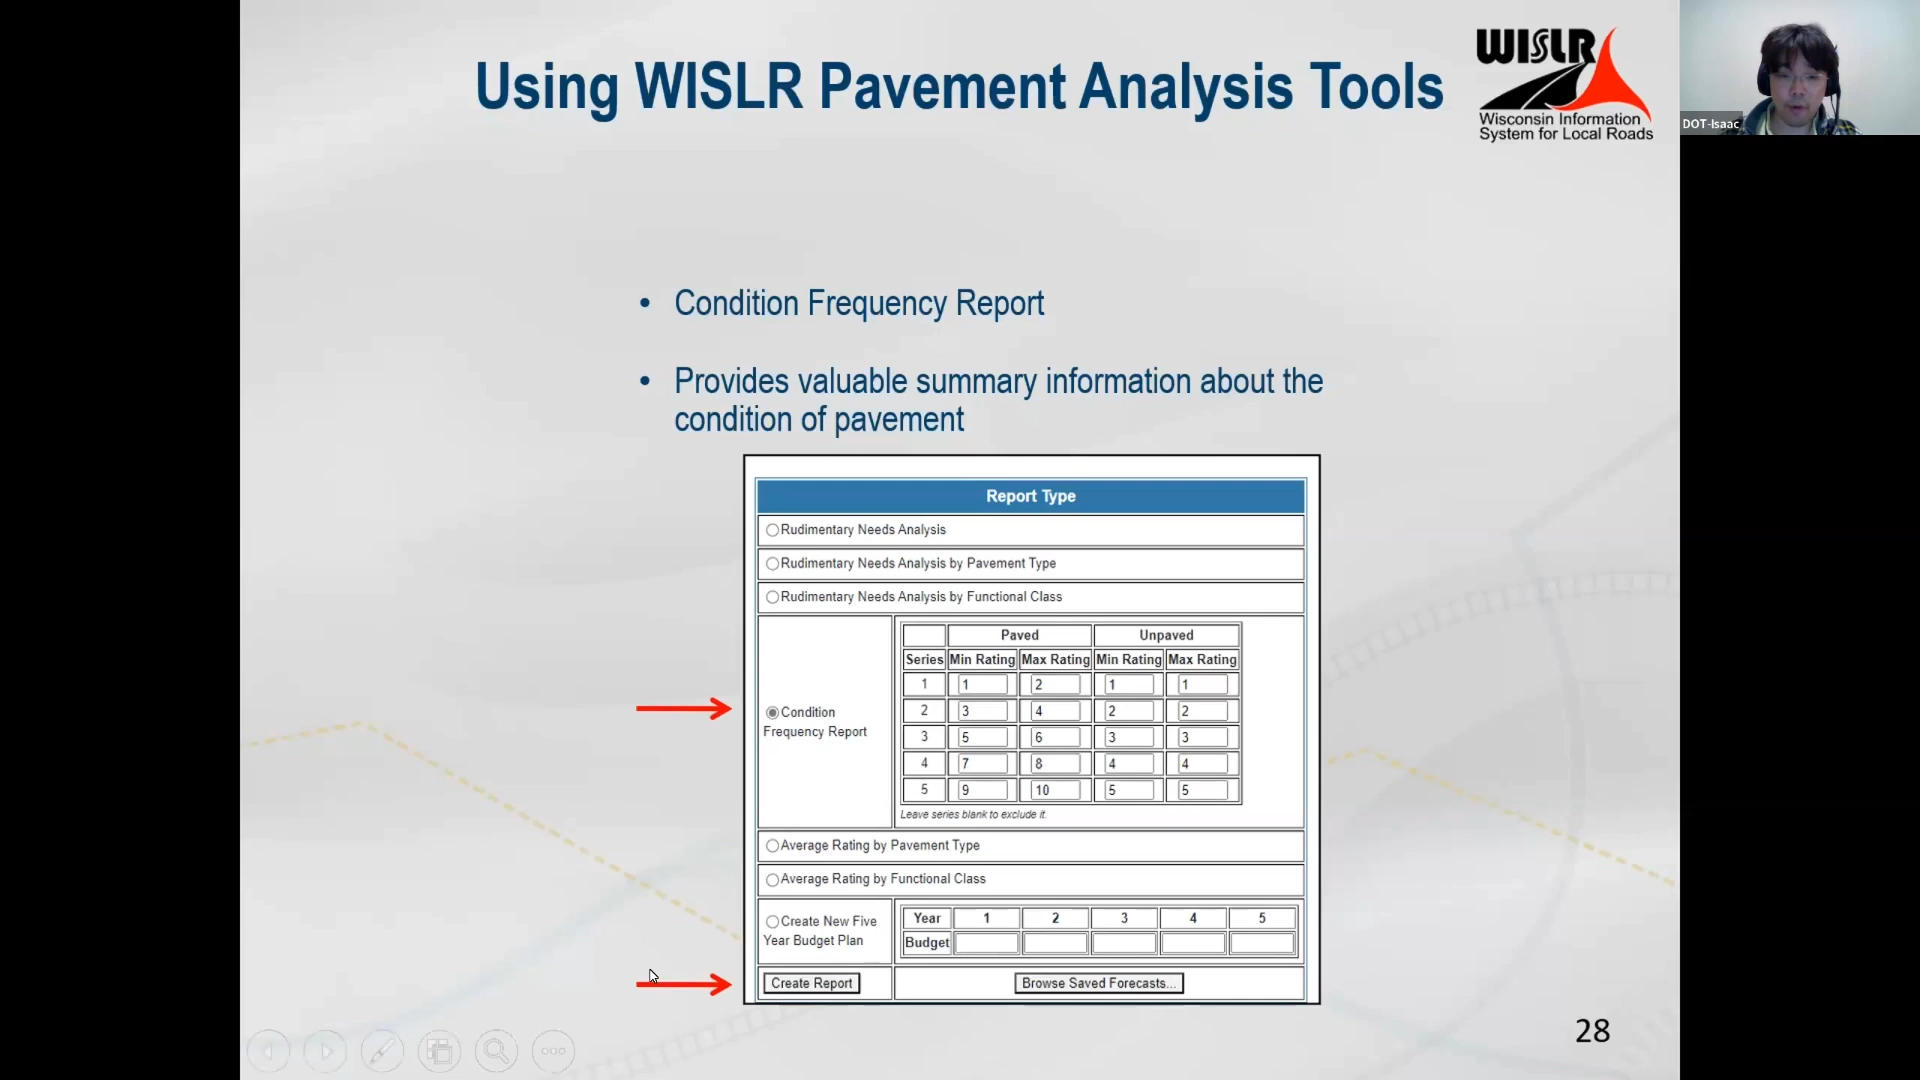 Using WISLR Pavement Analysis Tools
WISLR
Wisconsin Information
System for Local Roads
DOT-Isaac
• Condition Frequency Report
• Provides valuable summary information about the
condition of pavement
Report Type
Rudimentary Needs Analysis
Rudimentary Needs Analysis by Pavement Type
Rudimentary Needs Analysis by Functional Class
Condition
Frequency Report
Paved Unpaved
Series Min Rating Max Rating Min Rating Max Rating
1 1 2 1 1
2 3 4 2 2
3 5 6 3 3
4 7 8 4 4
5 9 10 5 5
Leave series blank to exclude it.
Average Rating by Pavement Type
Average Rating by Functional Class
Create New Five
Year Budget Plan
Year 1 2 3 4 5
Budget
Create Report Browse Saved Forecasts...
28